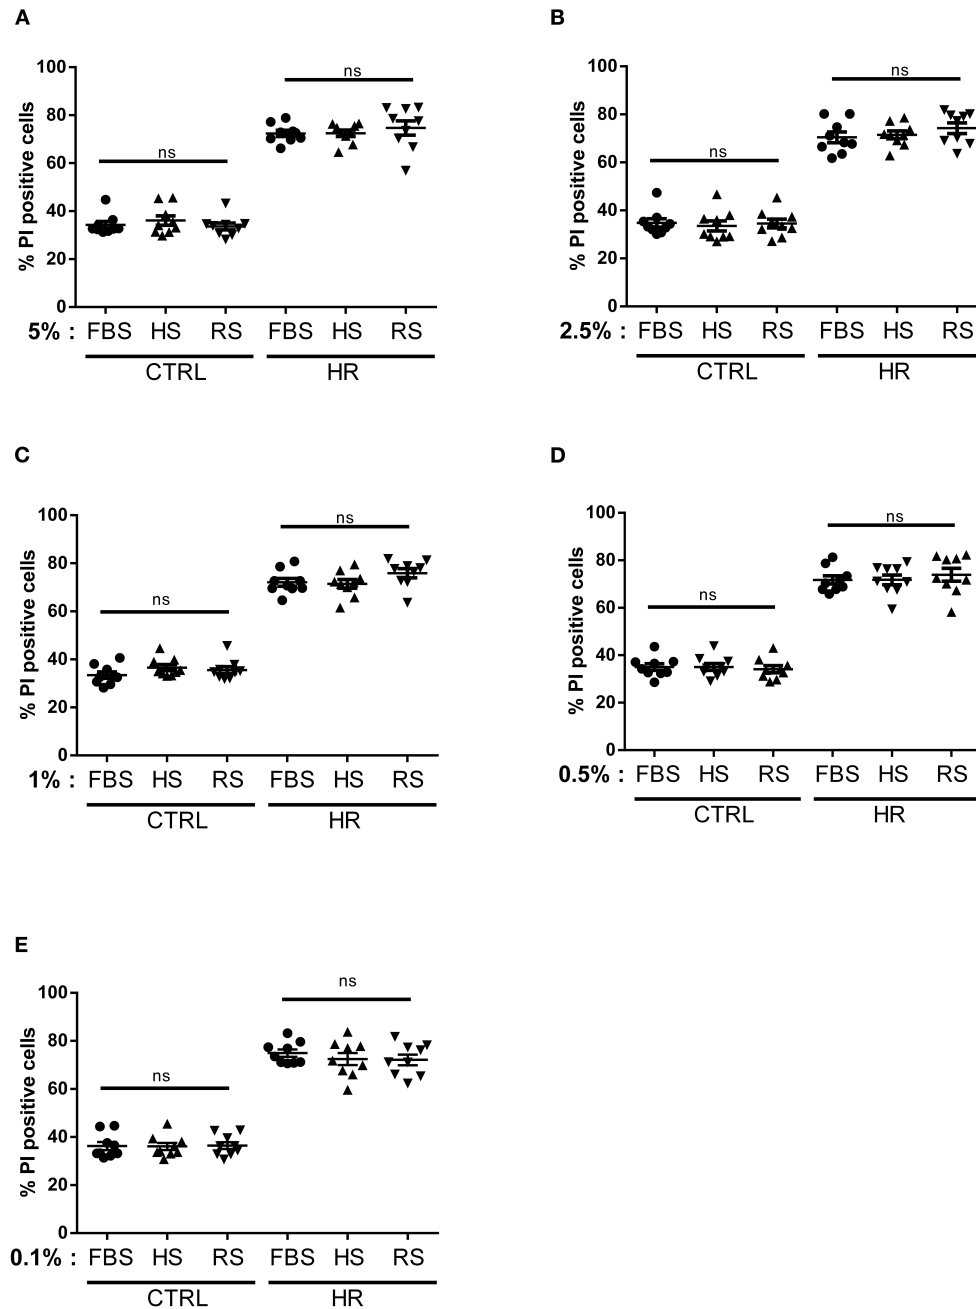 A
% PI positive cells
100
80
60
40
20
0
ns
ns
5% : FBS HS RS FBS HS RS
CTRL HR
B
% PI positive cells
100
80
60
40
20
0
ns
ns
2.5% : FBS HS RS FBS HS RS
CTRL HR
C
% PI positive cells
100
80
60
40
20
0
ns
ns
1% : FBS HS RS FBS HS RS
CTRL HR
D
% PI positive cells
100
80
60
40
20
0
ns
ns
0.5% : FBS HS RS FBS HS RS
CTRL HR
E
% PI positive cells
100
80
60
40
20
0
ns
ns
0.1% : FBS HS RS FBS HS RS
CTRL HR